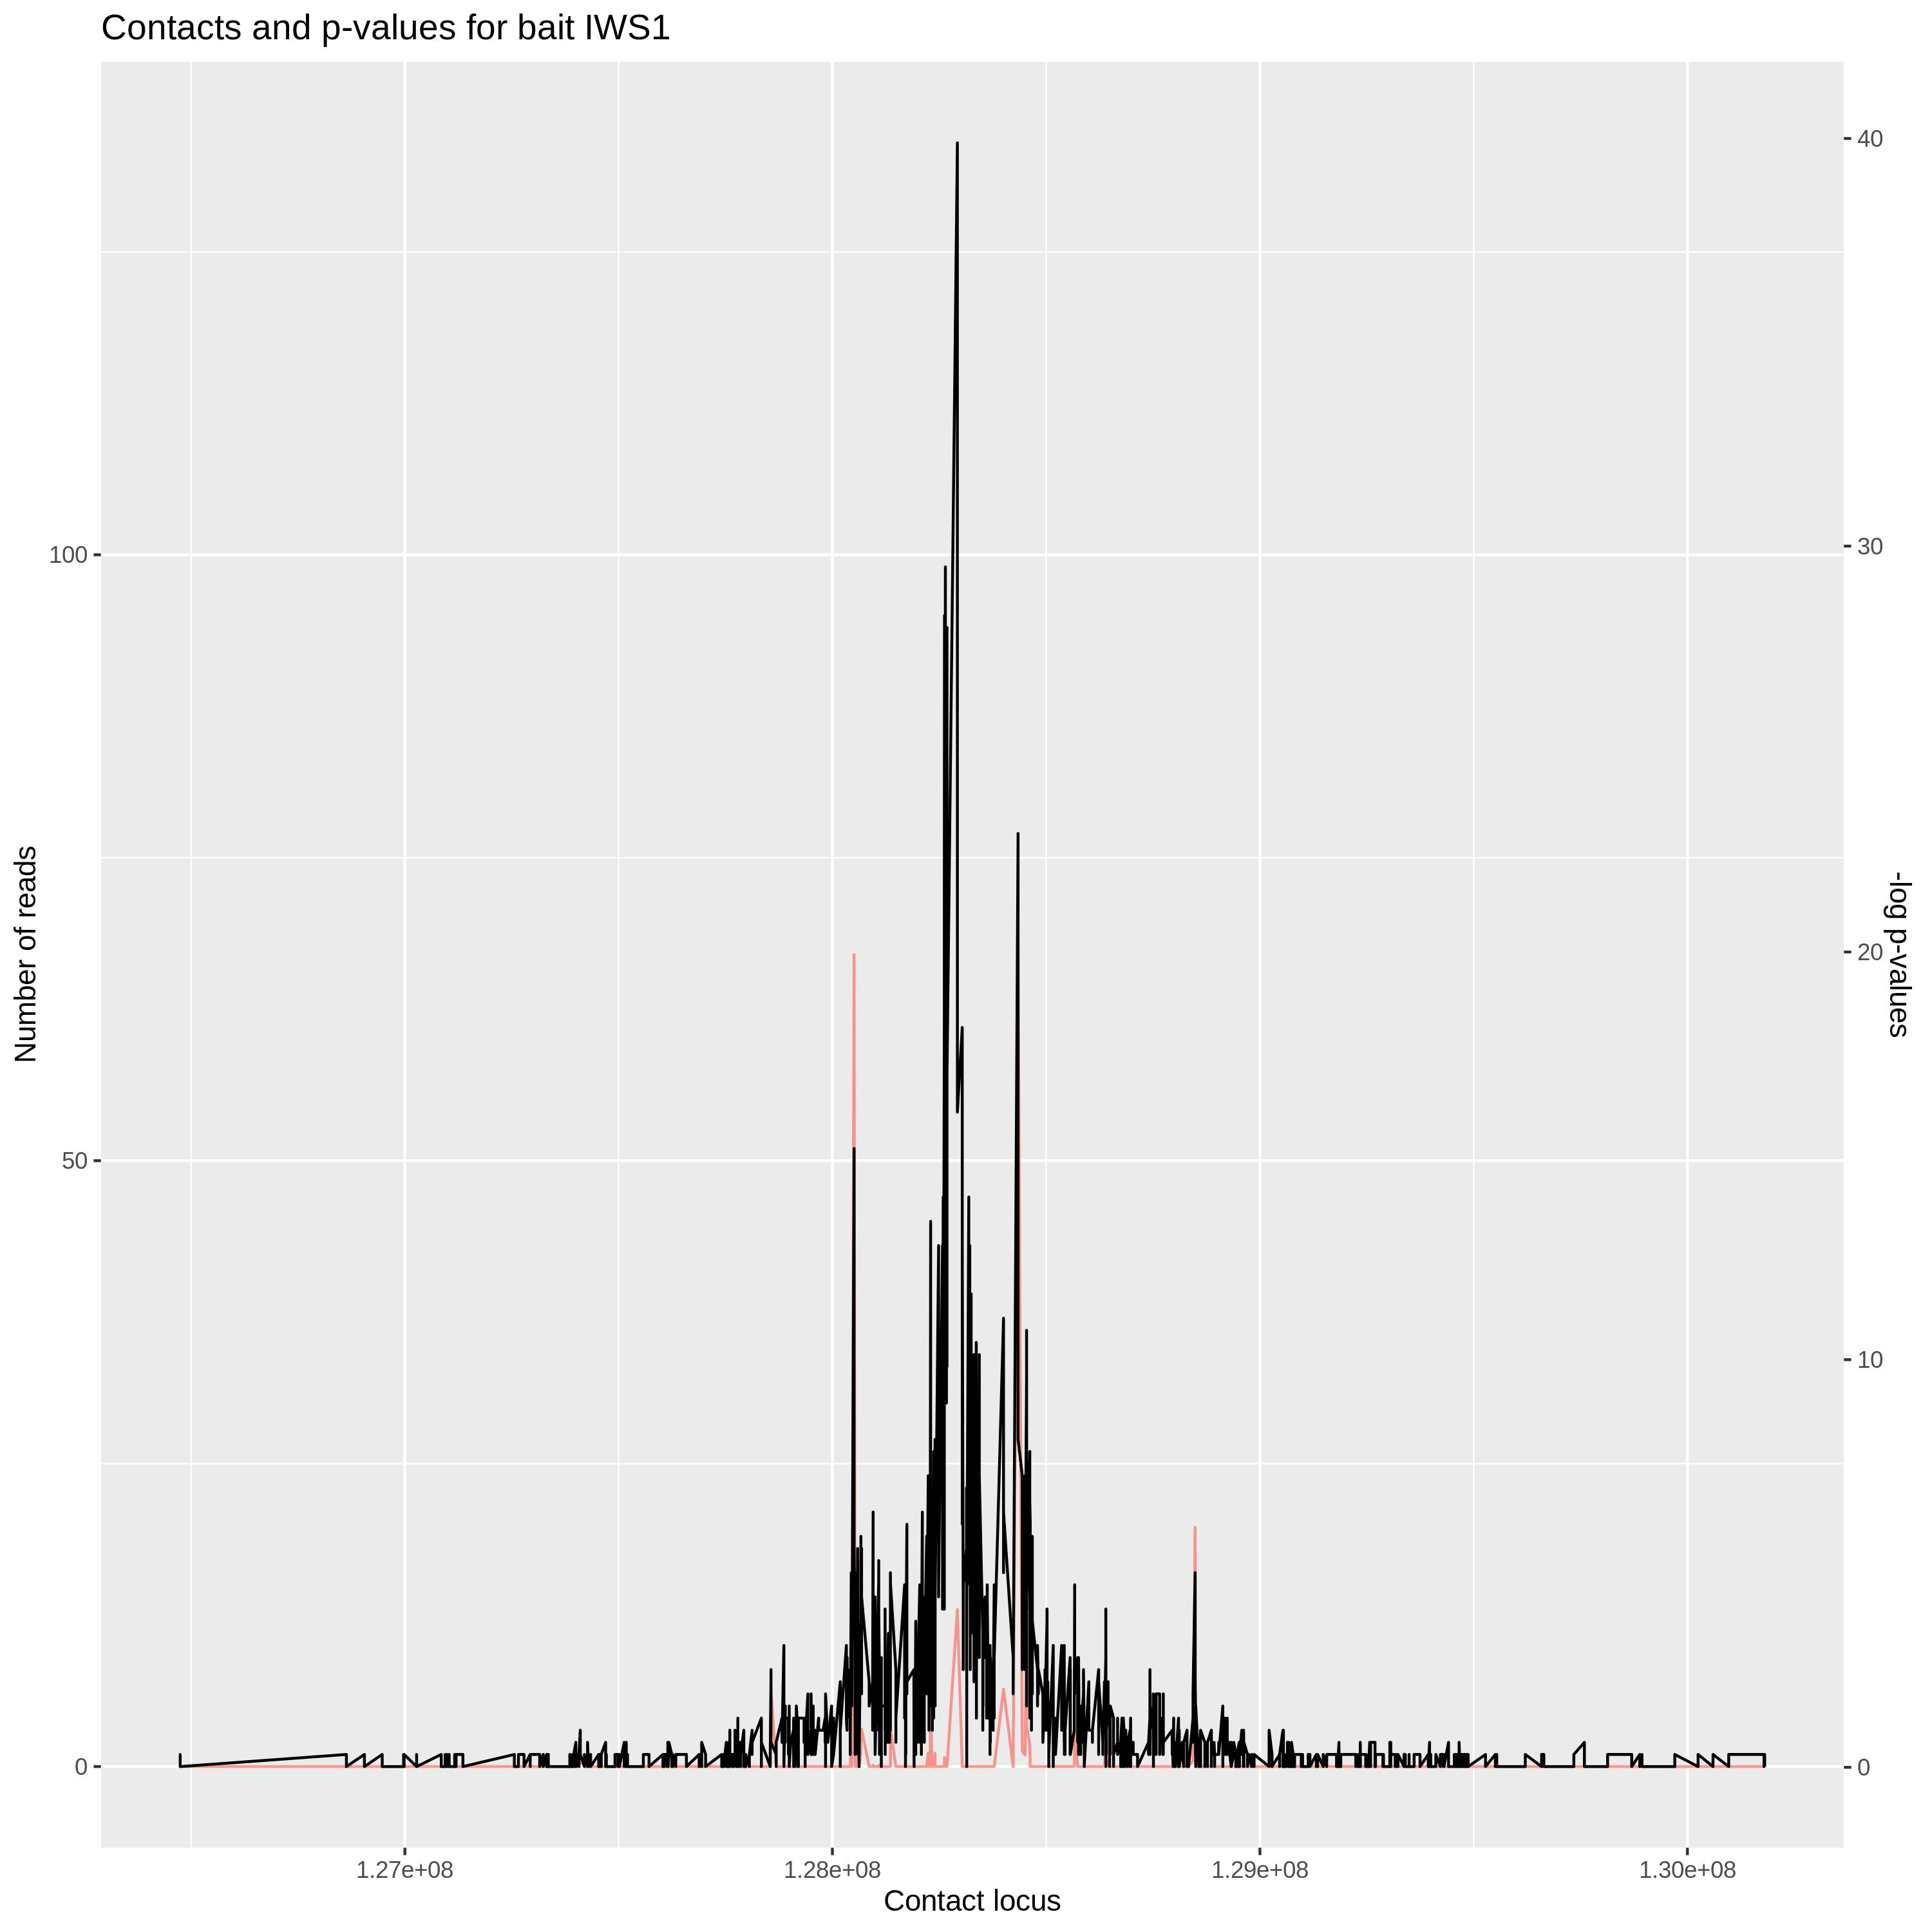 Contacts and p-values for bait IWS1
40
100
30
Number of reads
-log p-values
20
50
10
0
0
1.27e+08
1.28e+08
1.29e+08
1.30e+08
Contact locus